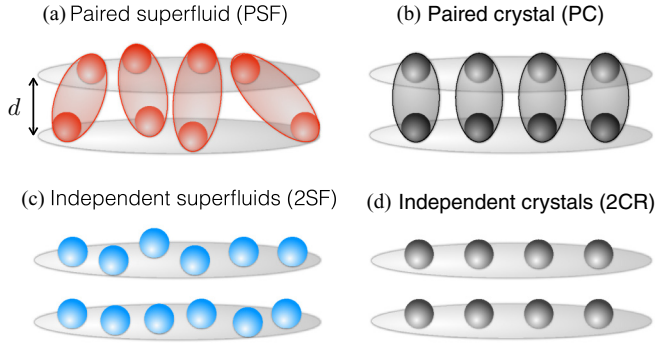 (a) Paired superfluid (PSF)
(b) Paired crystal (PC)
d
(c) Independent superfluids (2SF)
(d) Independent crystals (2CR)